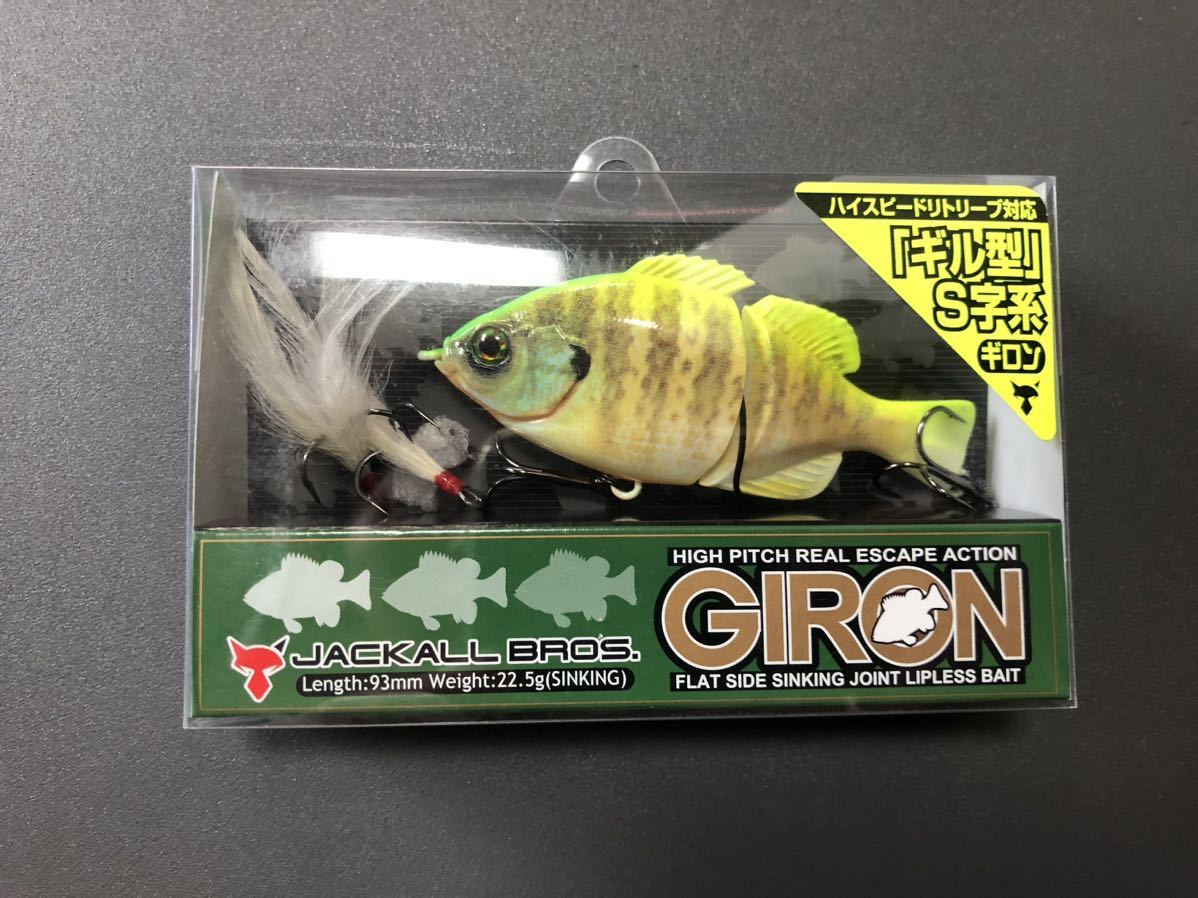 ハイスピードリトリーブ対応
「ギル型」
S字系
ギロン
HIGH PITCH REAL ESCAPE ACTION
GIRON
FLAT SIDE SINKING JOINT LIPLESS BAIT
JACKALL BRO'S.
Length:93mm Weight:22.5g(SINKING)